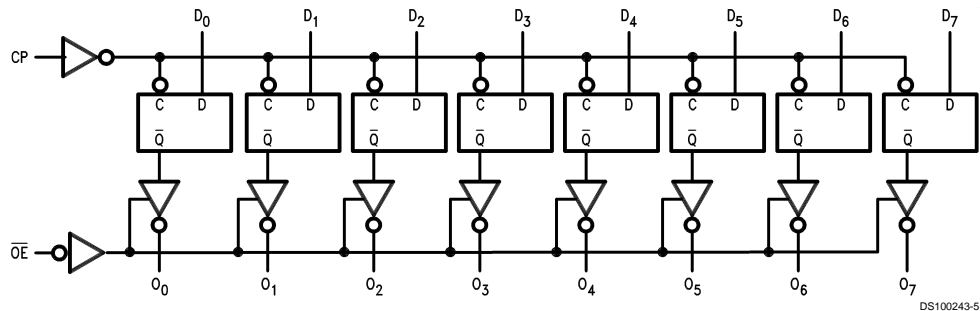 D₀ D₁ D₂ D₃ D₄ D₅ D₆ D₇
CP
C D C D C D C D C D C D C D C D
Q̅ Q̅ Q̅ Q̅ Q̅ Q̅ Q̅ Q̅
O̅E̅
O₀ O₁ O₂ O₃ O₄ O₅ O₆ O₇
DS100243-5